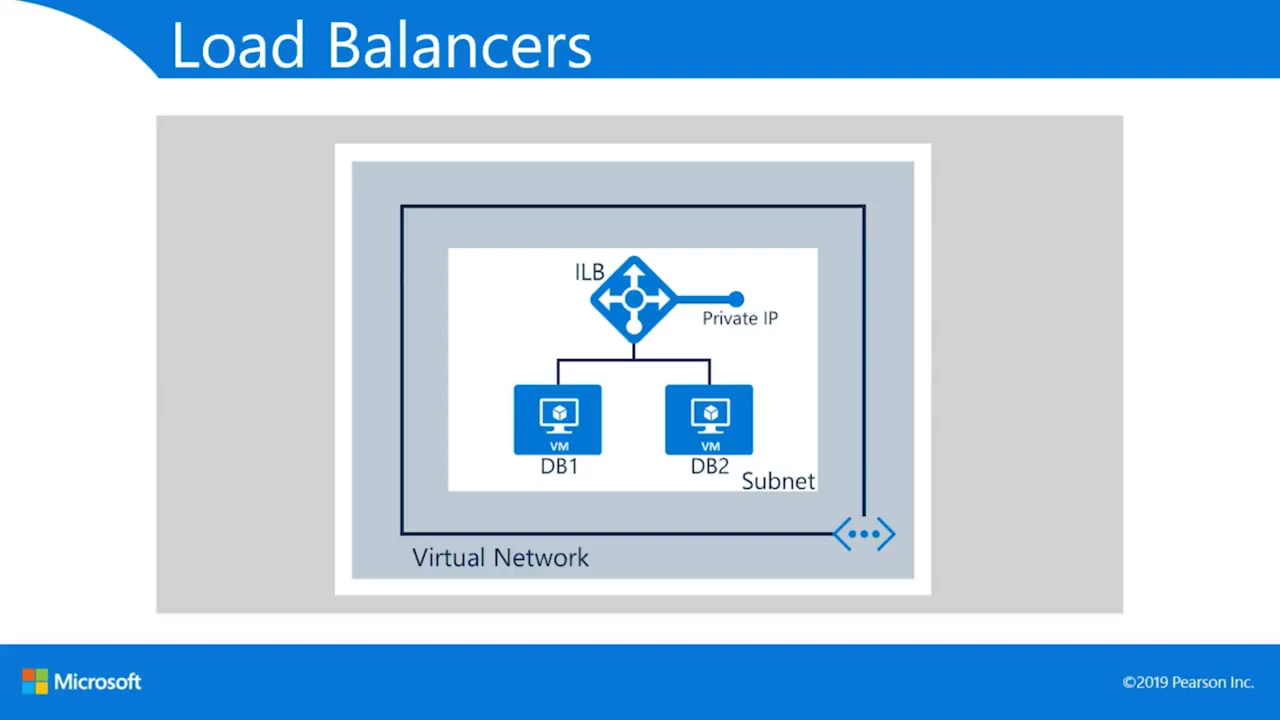 Load Balancers
ILB
Private IP
VM
VM
DB1
DB2
Subnet
Virtual Network
Microsoft
©2019 Pearson Inc.